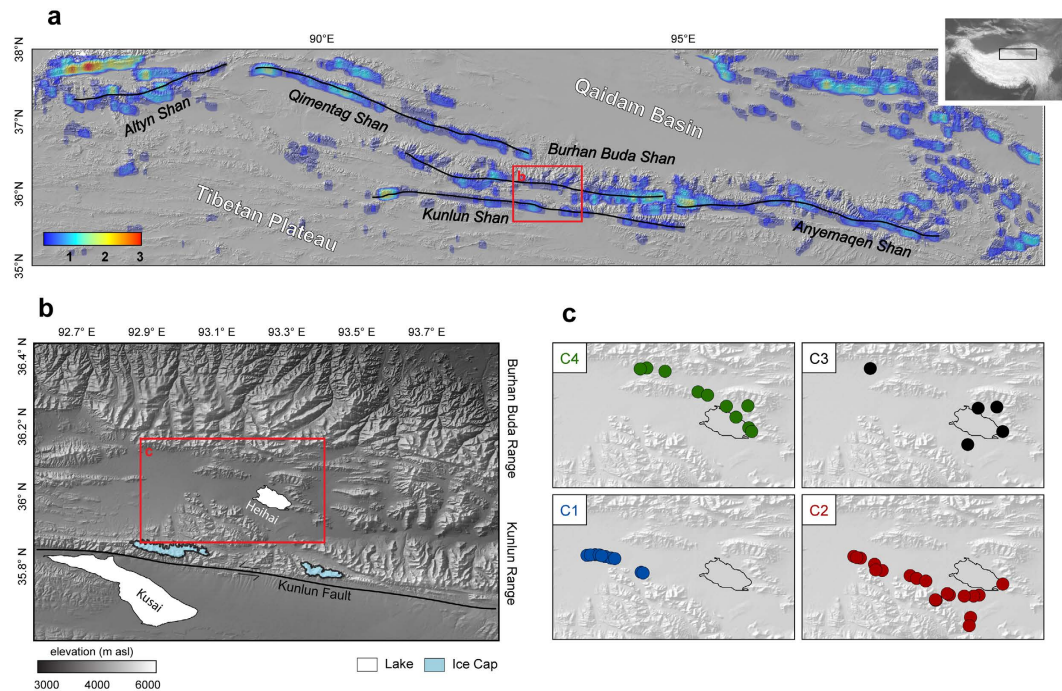 a
90°E
95°E
38°N
37°N
36°N
35°N
Altyn Shan
Qimentag Shan
Qaidam Basin
Burhan Buda Shan
b
Tibetan Plateau
Kunlun Shan
Anyemaqen Shan
1 2 3
b
92.7° E 92.9° E 93.1° E 93.3° E 93.5° E 93.7° E
36.4° N
36.2° N
36° N
35.8° N
Burhan Buda Range
Kunlun Range
c
Heihai
Kunlun Fault
Kusai
elevation (m asl)
3000 4000 6000
Lake
Ice Cap
c
C4
C3
C1
C2